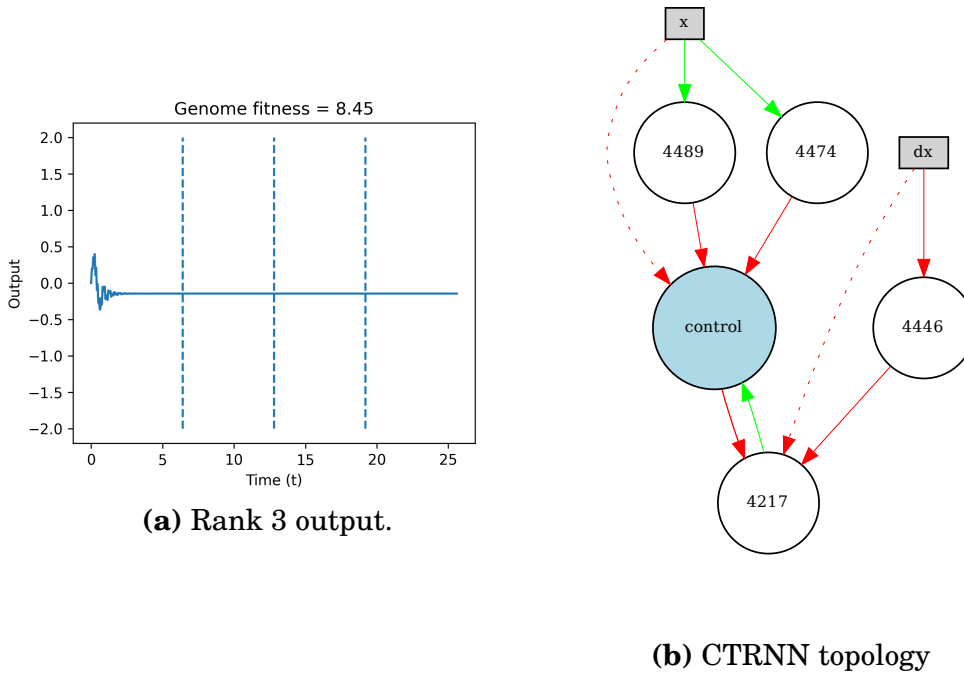 Genome fitness = 8.45
2.0
1.5
1.0
0.5
0.0
−0.5
−1.0
−1.5
−2.0
Output
0 5 10 15 20 25
Time (t)
(a) Rank 3 output.
x
4489 4474 dx
control 4446
4217
(b) CTRNN topology